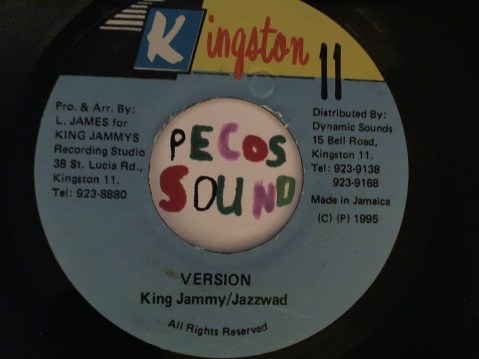 Kingston 11
Pro. & Arr. By:
L. JAMES for
KING JAMMYS
Recording Studio
38 St. Lucia Rd.,
Kingston 11.
Tel: 923-8880
Distributed By:
Dynamic Sounds
15 Bell Road,
Kingston 11.
Tel: 923-9138
923-9168
Made in Jamaica
(C) (P) 1995
PECOS
SOUND
VERSION
King Jammy/Jazzwad
All Rights Reserved